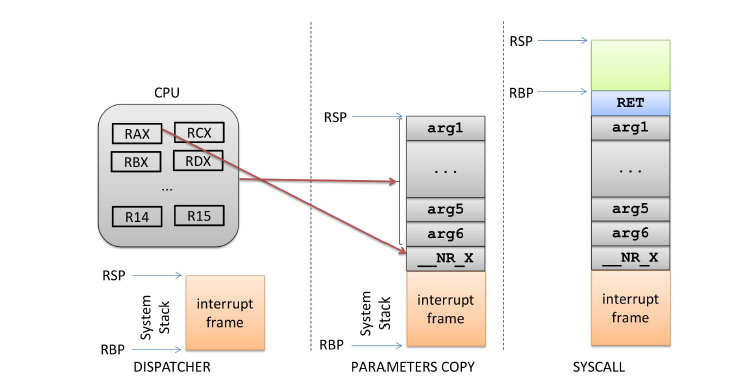 CPU
RAX
RCX
RBX
RDX
...
R14
R15
RSP
System
Stack
interrupt
frame
RBP
DISPATCHER
RSP
arg1
...
arg5
arg6
__NR_X
System
Stack
interrupt
frame
RBP
PARAMETERS COPY
RSP
RBP
RET
arg1
...
arg5
arg6
__NR_X
interrupt
frame
SYSCALL